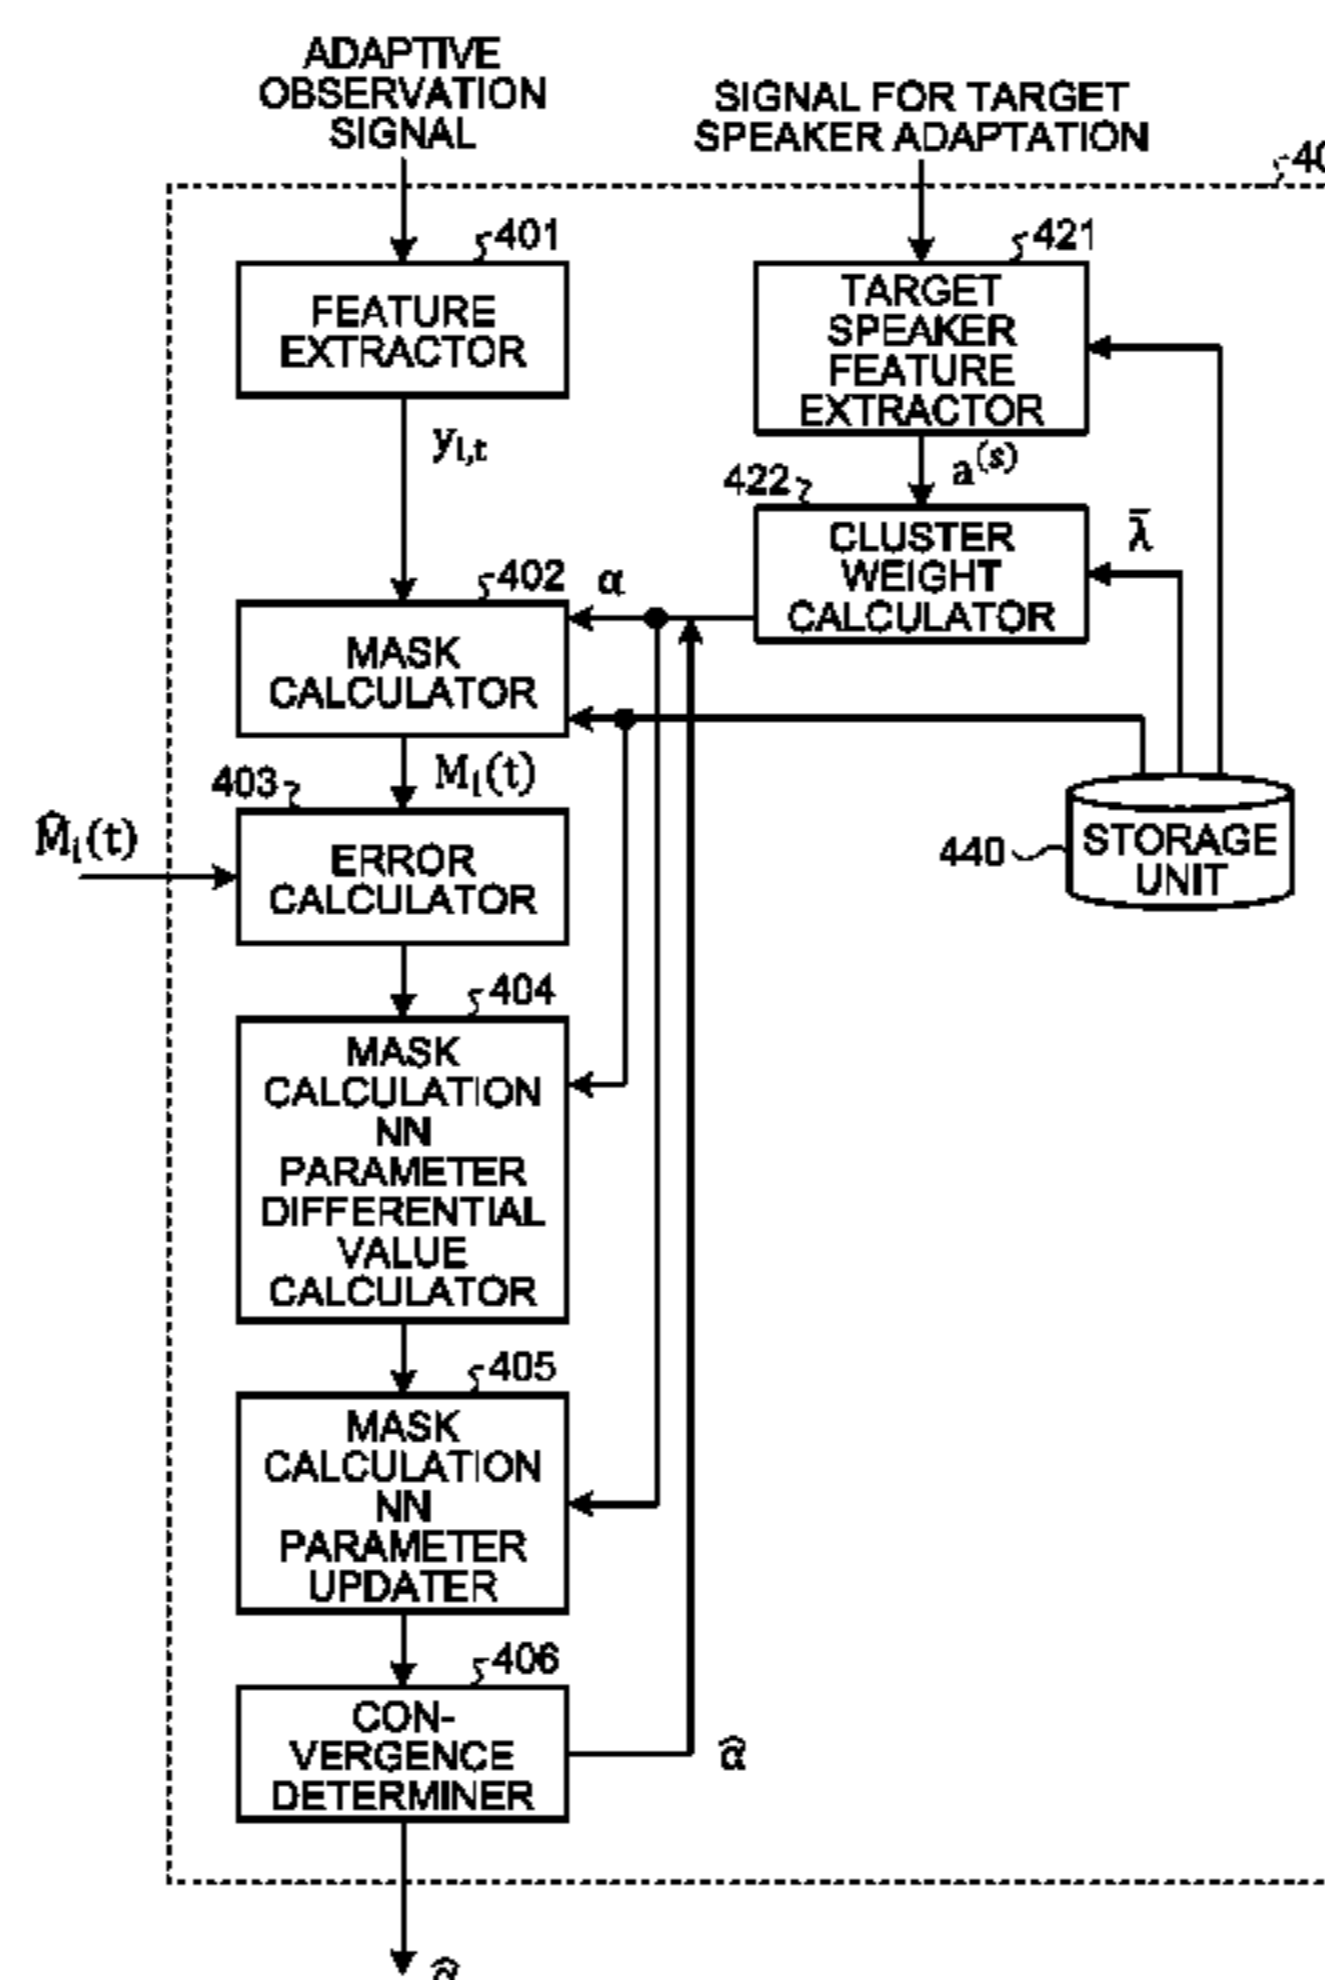 ADAPTIVE
OBSERVATION
SIGNAL
SIGNAL FOR TARGET
SPEAKER ADAPTATION
401
FEATURE
EXTRACTOR
421
TARGET
SPEAKER
FEATURE
EXTRACTOR
y_{l,t}
a^{(s)}
422
CLUSTER
WEIGHT
CALCULATOR
λ̄
402
α
MASK
CALCULATOR
M_l(t)
403
M̂_l(t)
ERROR
CALCULATOR
440
STORAGE
UNIT
404
MASK
CALCULATION
NN
PARAMETER
DIFFERENTIAL
VALUE
CALCULATOR
405
MASK
CALCULATION
NN
PARAMETER
UPDATER
406
CON-
VERGENCE
DETERMINER
α̂